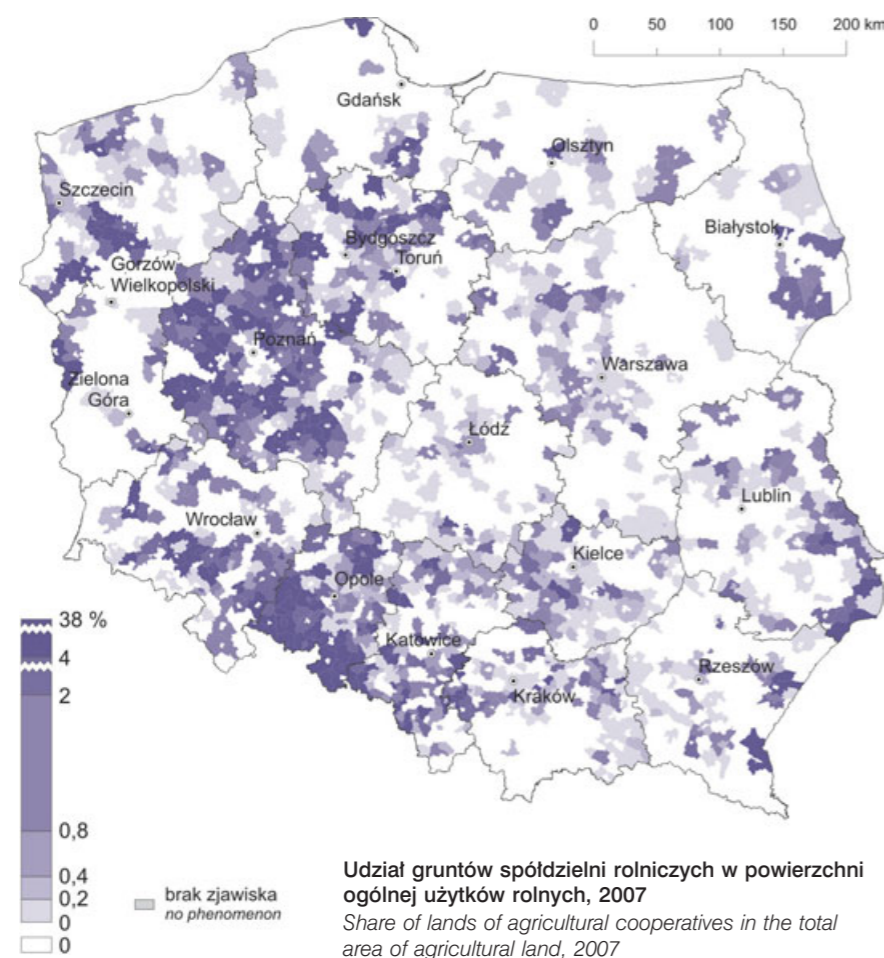 0 50 100 150 200 km
Gdańsk
Olsztyn
Szczecin
Białystok
Bydgoszcz
Toruń
Gorzów
Wielkopolski
Poznań
Warszawa
Zielona
Góra
Łódź
Lublin
Wrocław
Kielce
Opole
Katowice
Rzeszów
Kraków
38 %
4
2
0,8
0,4
0,2
0
0
brak zjawiska
no phenomenon
Udział gruntów spółdzielni rolniczych w powierzchni
ogólnej użytków rolnych, 2007
Share of lands of agricultural cooperatives in the total
area of agricultural land, 2007